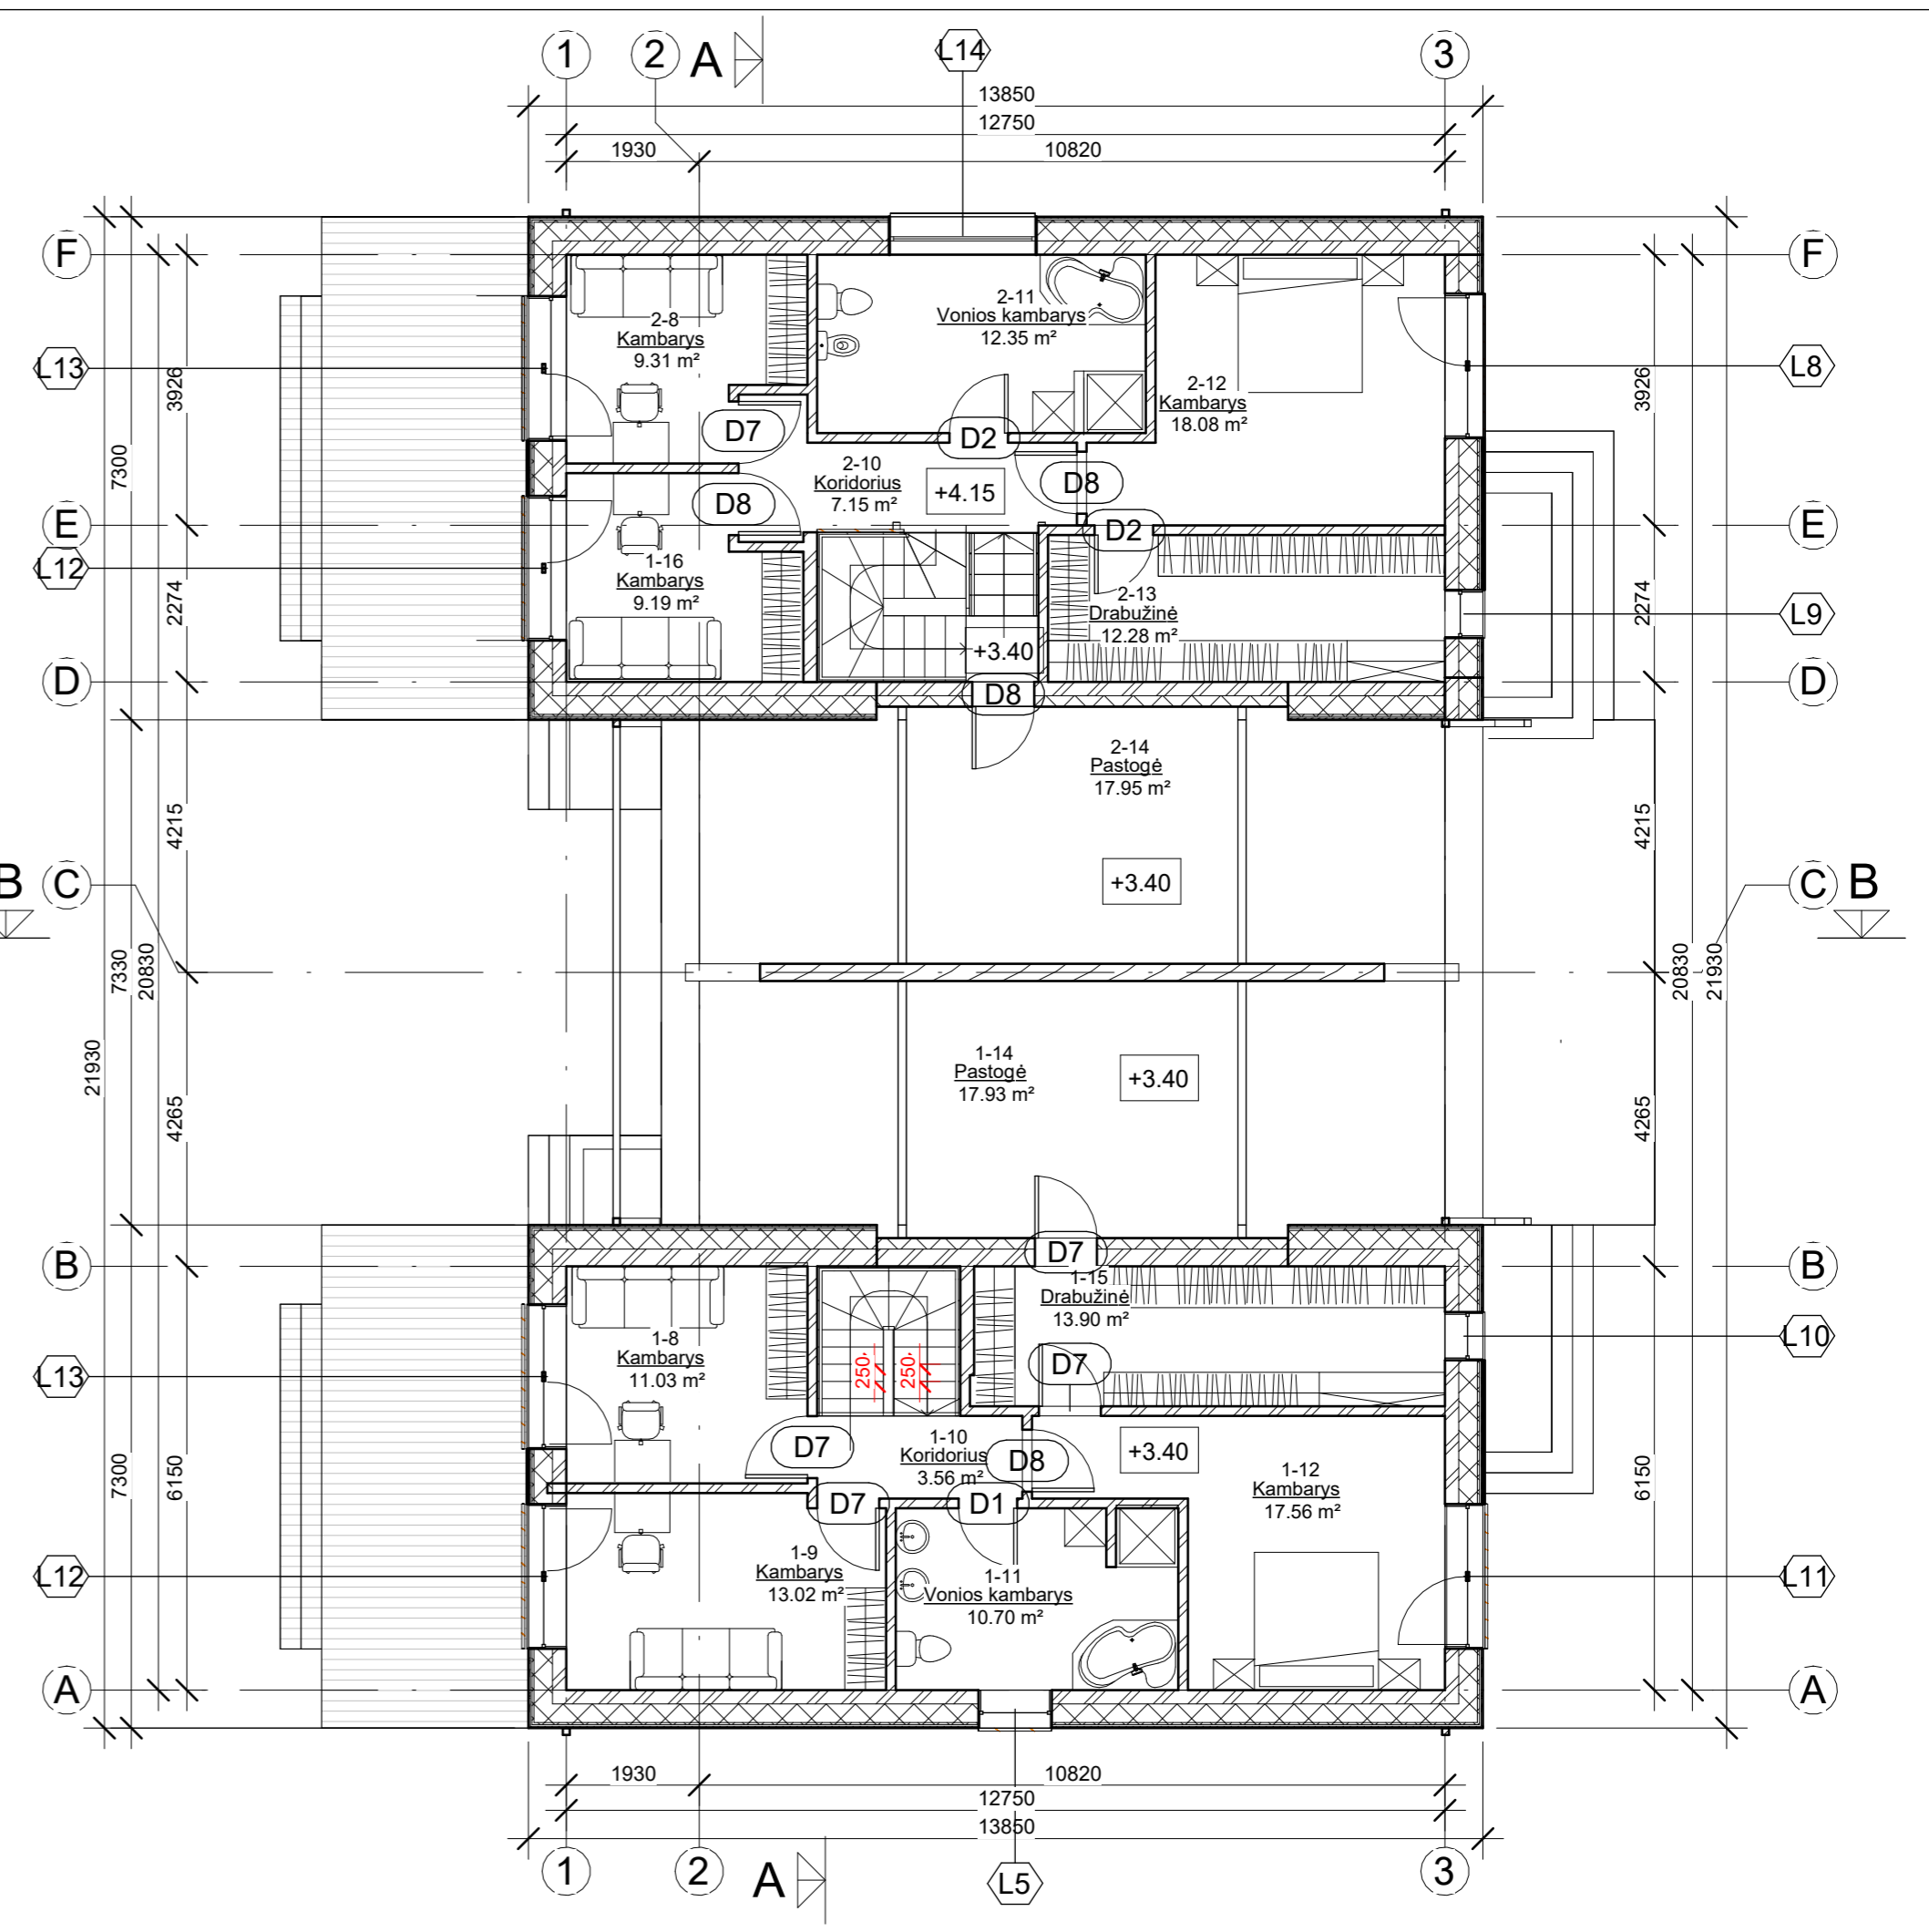 1
2
A
L14
3
13850
12750
1930
10820
F
F
2-8
Kambarys
9.31 m²
2-11
Vonios kambarys
12.35 m²
2-12
Kambarys
18.08 m²
L13
L8
3926
3926
7300
D7
D2
D8
D8
2-10
Koridorius
7.15 m²
+4.15
E
E
D2
L12
1-16
Kambarys
9.19 m²
2274
2274
2-13
Drabužinė
12.28 m²
L9
+3.40
D
D
D8
2-14
Pastogė
17.95 m²
4215
4215
+3.40
B
C
C
B
7330
20830
20830
21930
21930
1-14
Pastogė
17.93 m²
+3.40
4265
4265
B
B
D7
1-15
Drabužinė
13.90 m²
L10
L13
1-8
Kambarys
11.03 m²
250
250
D7
D7
1-10
Koridorius
3.56 m²
D8
+3.40
7300
6150
6150
1-12
Kambarys
17.56 m²
D7
D1
L12
1-9
Kambarys
13.02 m²
1-11
Vonios kambarys
10.70 m²
L11
A
A
1930
10820
12750
13850
1
2
A
L5
3